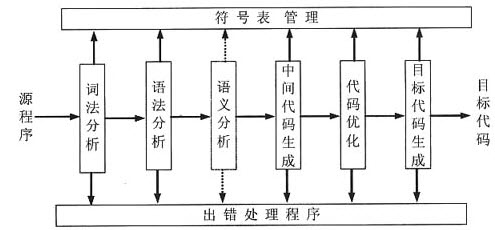 符号表 管理
源程序
词法分析
语法分析
语义分析
中间代码生成
代码优化
目标代码生成
目标代码
出错处理程序